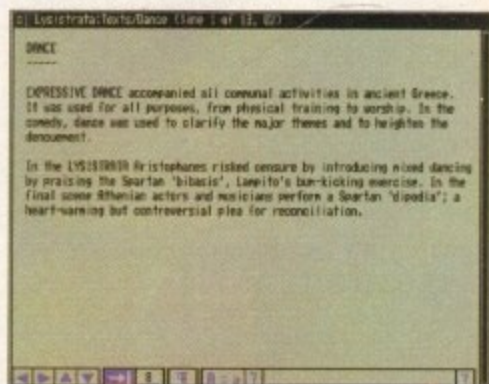 Lysistrata:Texts/Dance (line 1 of 13, 0%)
DANCE
-----
EXPRESSIVE DANCE accompanied all communal activities in ancient Greece.
It was used for all purposes, from physical training to worship. In the
comedy, dance was used to clarify the major themes and to heighten the
denouement.
In the LYSISTRATA Aristophanes risked censure by introducing mixed dancing
by praising the Spartan 'bibasis', Lampito's bum-kicking exercise. In the
final scene Athenian actors and musicians perform a Spartan 'dipodia'; a
heart-warming but controversial plea for reconciliation.